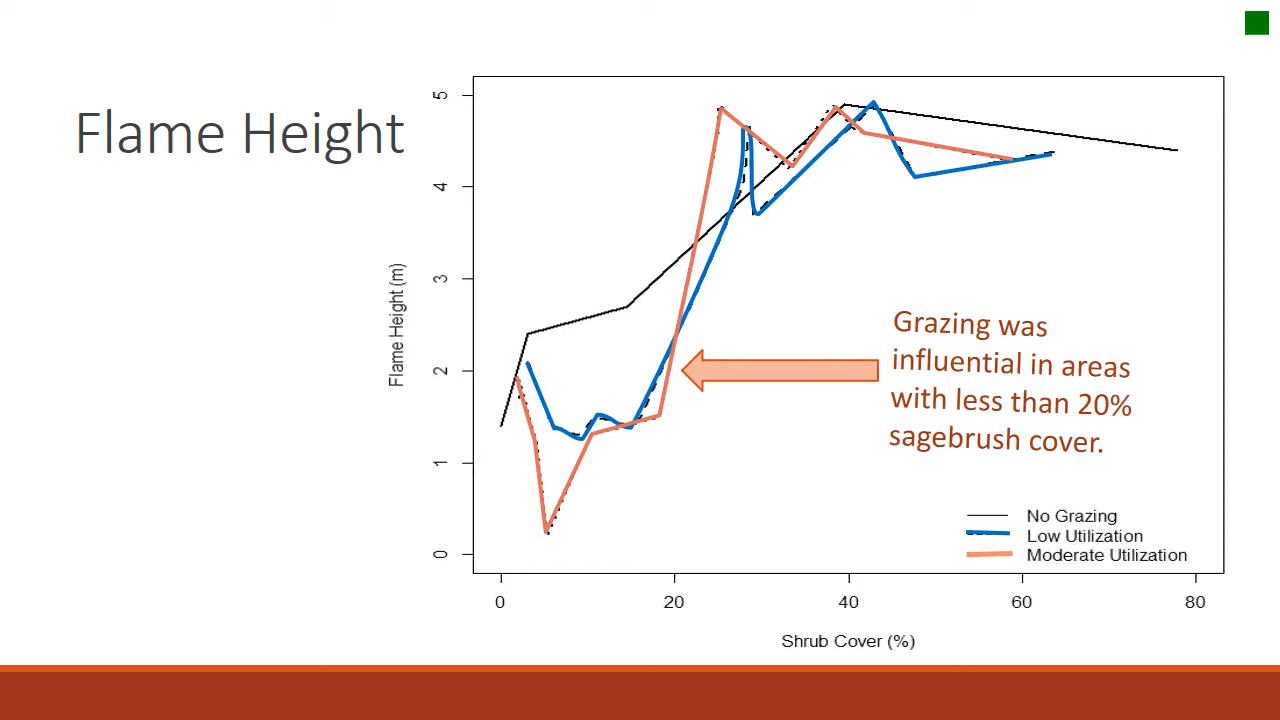 Flame Height
5
4
3
2
1
0
Flame Height (m)
Grazing was
influential in areas
with less than 20%
sagebrush cover.
No Grazing
Low Utilization
Moderate Utilization
0 20 40 60 80
Shrub Cover (%)